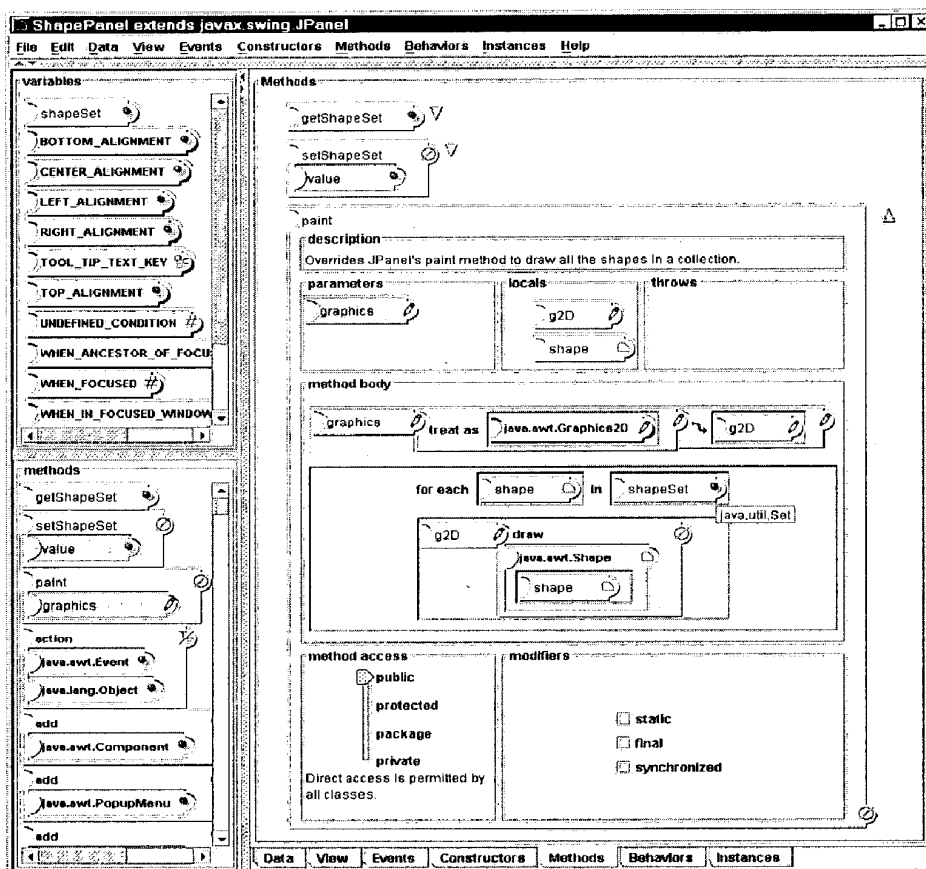 ShapePanel extends javax.swing JPanel
File Edit Data View Events Constructors Methods Behaviors Instances Help
variables
shapeSet
BOTTOM_ALIGNMENT
CENTER_ALIGNMENT
LEFT_ALIGNMENT
RIGHT_ALIGNMENT
TOOL_TIP_TEXT_KEY
TOP_ALIGNMENT
UNDEFINED_CONDITION #
WHEN_ANCESTOR_OF_FOCU
WHEN_FOCUSED #
WHEN_IN_FOCUSED_WINDOW
methods
getShapeSet
setShapeSet
value
paint
graphics
action T/F
java.awt.Event
java.lang.Object
add
java.awt.Component
add
java.awt.PopupMenu
add
Methods
getShapeSet
setShapeSet
value
paint
description
Overrides JPanel's paint method to draw all the shapes in a collection.
parameters locals throws
graphics
g2D
shape
method body
graphics treat as java.awt.Graphics2D g2D
for each shape in shapeSet
java.util.Set
g2D draw
java.awt.Shape
shape
method access
public
protected
package
private
Direct access is permitted by
all classes.
modifiers
static
final
synchronized
Data View Events Constructors Methods Behaviors Instances